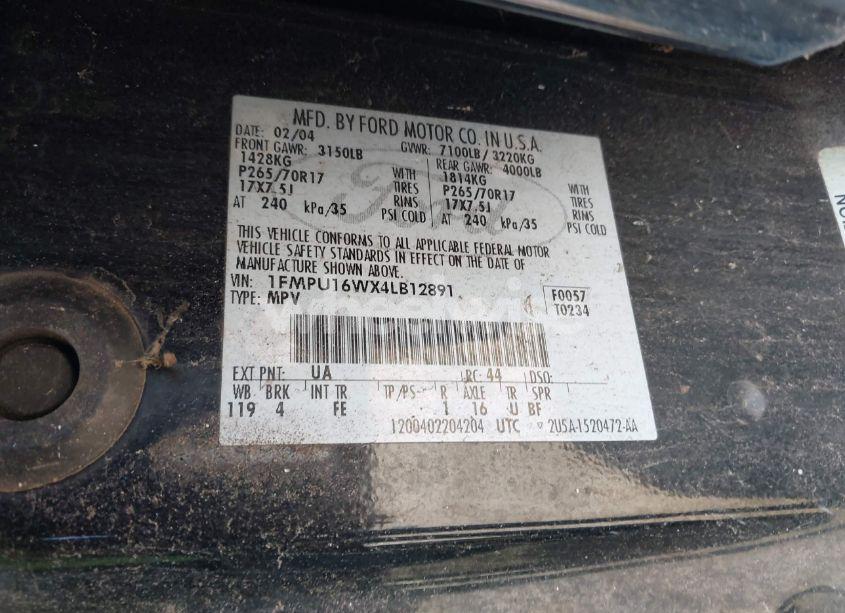 MFD. BY FORD MOTOR CO. IN U.S.A.
DATE: 02/04 GVWR: 7100LB / 3220KG
FRONT GAWR: 3150LB REAR GAWR: 4000LB
1428KG WITH 1814KG WITH
P265/70R17 TIRES P265/70R17 TIRES
17X7.5J RIMS 17X7.5J RIMS
AT 240 kPa/35 PSI COLD AT 240 kPa/35 PSI COLD
Ford
THIS VEHICLE CONFORMS TO ALL APPLICABLE FEDERAL MOTOR
VEHICLE SAFETY STANDARDS IN EFFECT ON THE DATE OF
MANUFACTURE SHOWN ABOVE.
VIN: 1FMPU16WX4LB12891 F0057
TYPE: MPV T0234
EXT PNT: UA RC: 44 DSO:
WB BRK INT TR TP/PS R AXLE TR SPR
119 4 FE 1 16 U BF
1200402204204 UTC 2U5A-1520472-AA